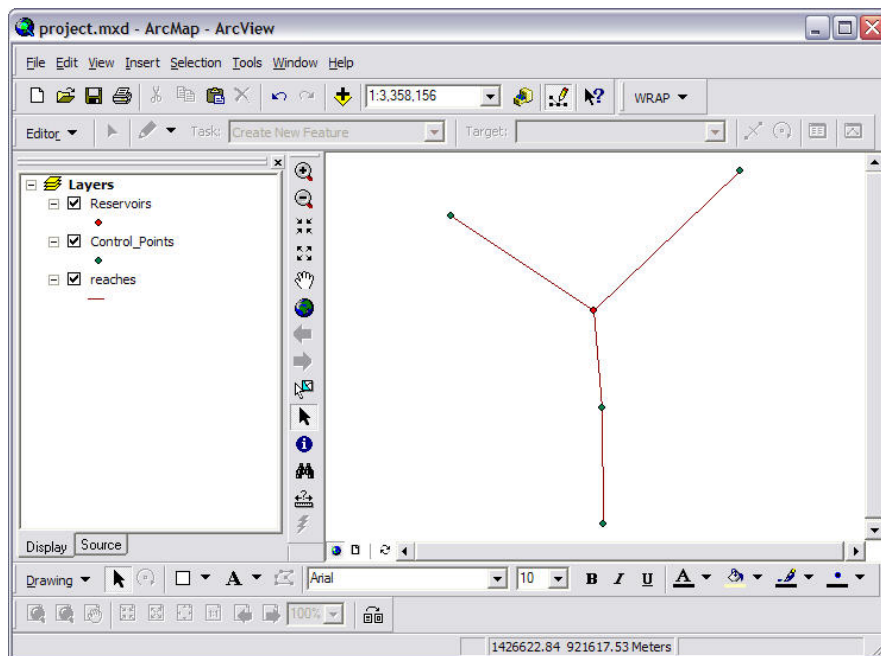 project.mxd - ArcMap - ArcView
File Edit View Insert Selection Tools Window Help
1:3,358,156 WRAP
Editor Task: Create New Feature Target:
Layers
Reservoirs
Control_Points
reaches
Display Source
Drawing A Arial 10 B I U A
1:1 100%
1426622.84 921617.53 Meters